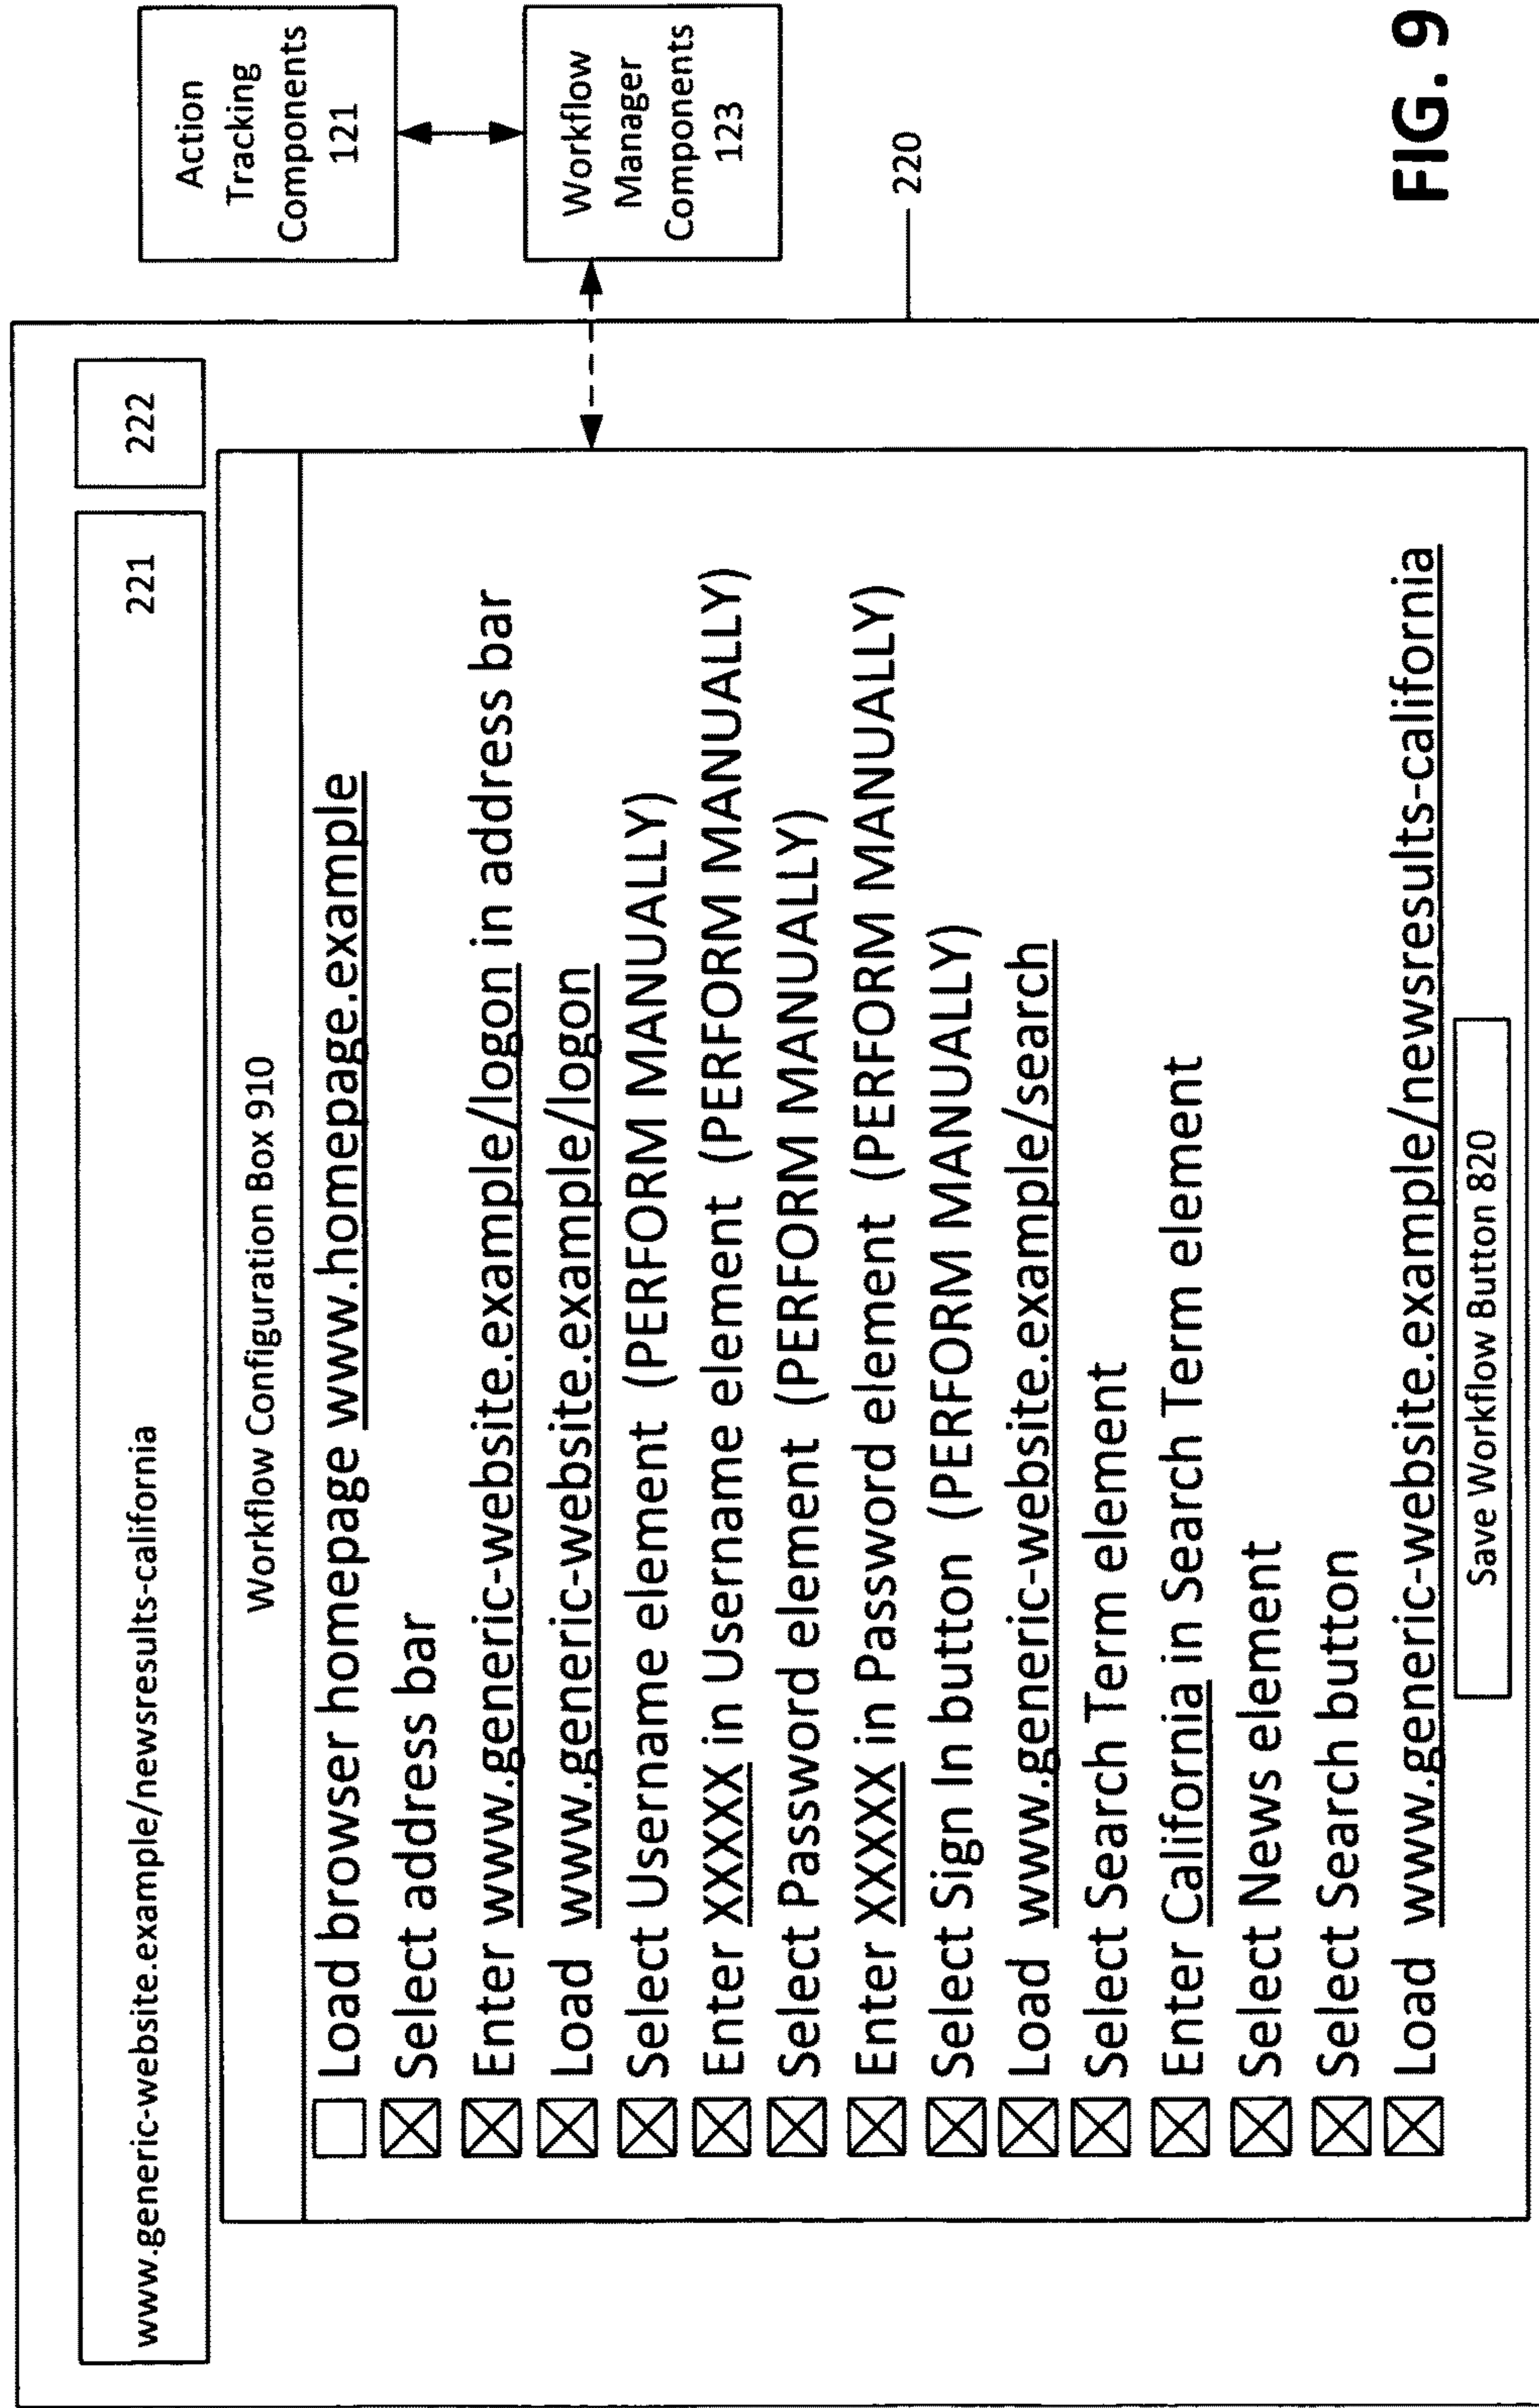 www.generic-website.example/newsresults-california
221
222
Workflow Configuration Box 910
Load browser homepage www.homepage.example
Select address bar
Enter www.generic-website.example/logon in address bar
Load www.generic-website.example/logon
Select Username element (PERFORM MANUALLY)
Enter XXXXX in Username element (PERFORM MANUALLY)
Select Password element (PERFORM MANUALLY)
Enter XXXXX in Password element (PERFORM MANUALLY)
Select Sign In button (PERFORM MANUALLY)
Load www.generic-website.example/search
Select Search Term element
Enter California in Search Term element
Select News element
Select Search button
Load www.generic-website.example/newsresults-california
Save Workflow Button 820
Action
Tracking
Components
121
Workflow
Manager
Components
123
220
FIG. 9